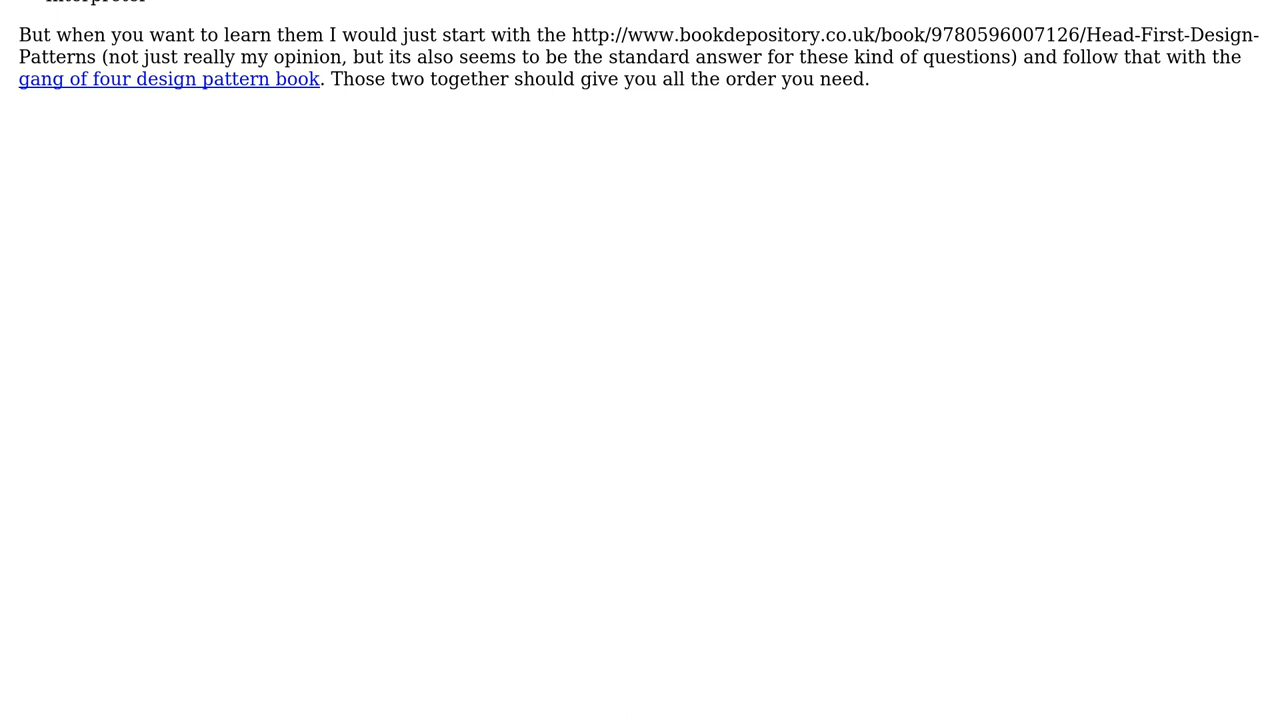 interpreter
But when you want to learn them I would just start with the http://www.bookdepository.co.uk/book/9780596007126/Head-First-Design-
Patterns (not just really my opinion, but its also seems to be the standard answer for these kind of questions) and follow that with the
gang of four design pattern book. Those two together should give you all the order you need.